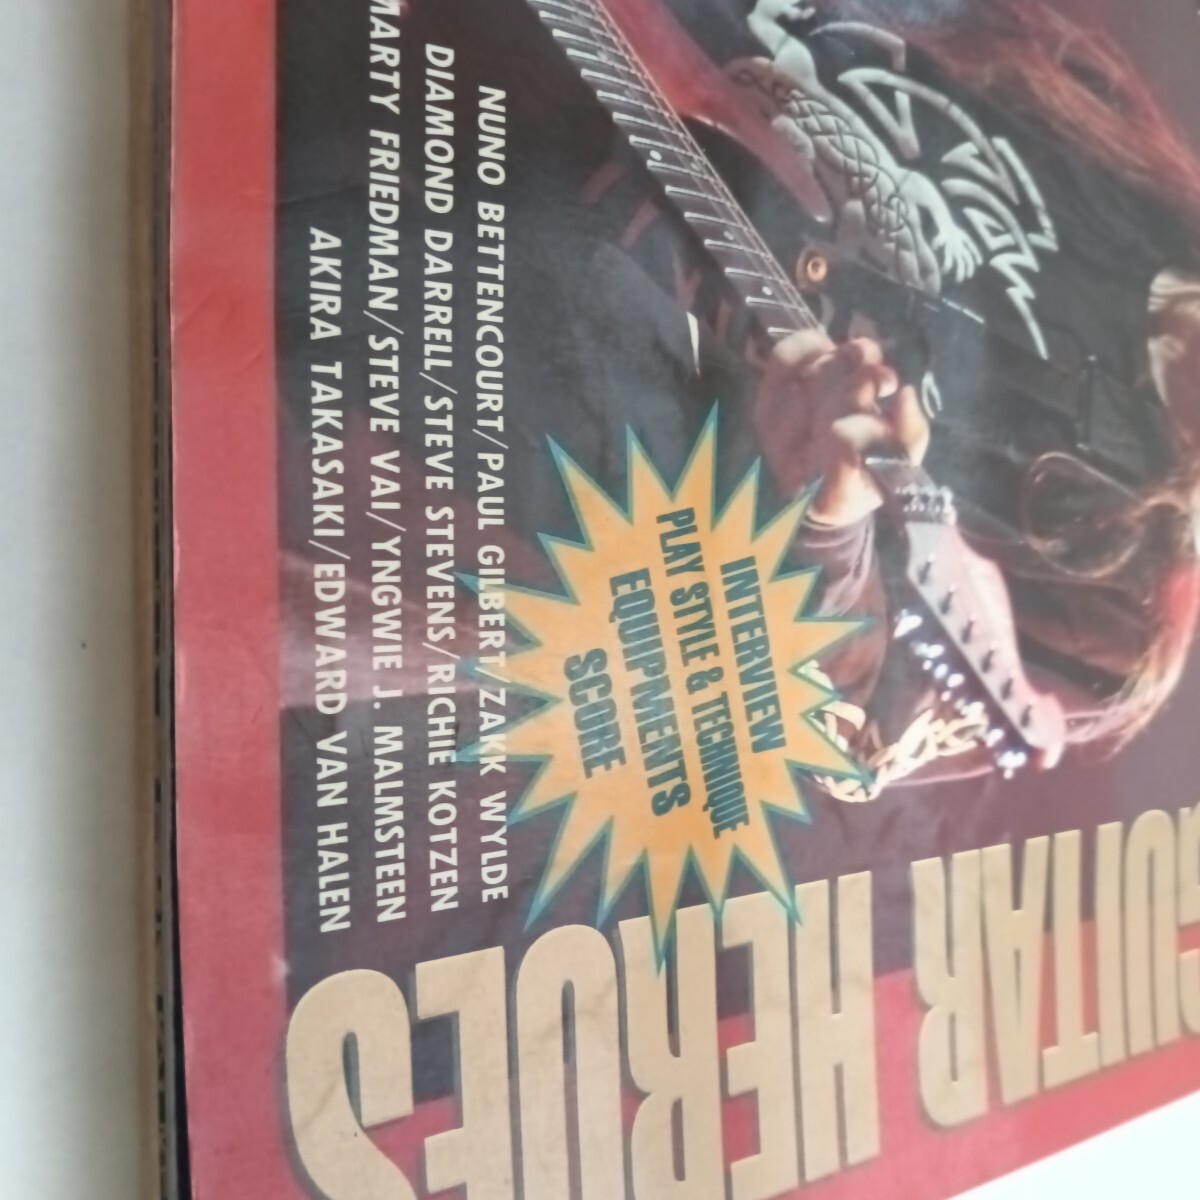 NUNO BETTENCOURT/PAUL GILBERT/ZAKK WYLDE
DIAMOND DARRELL/STEVE STEVENS/RICHIE KOTZEN
MARTY FRIEDMAN/STEVE VAI/YNGWIE J. MALMSTEEN
AKIRA TAKASAKI/EDWARD VAN HALEN
INTERVIEW
PLAY STYLE & TECHNIQUE
EQUIPMENTS
SCORE
GUITAR HEROES